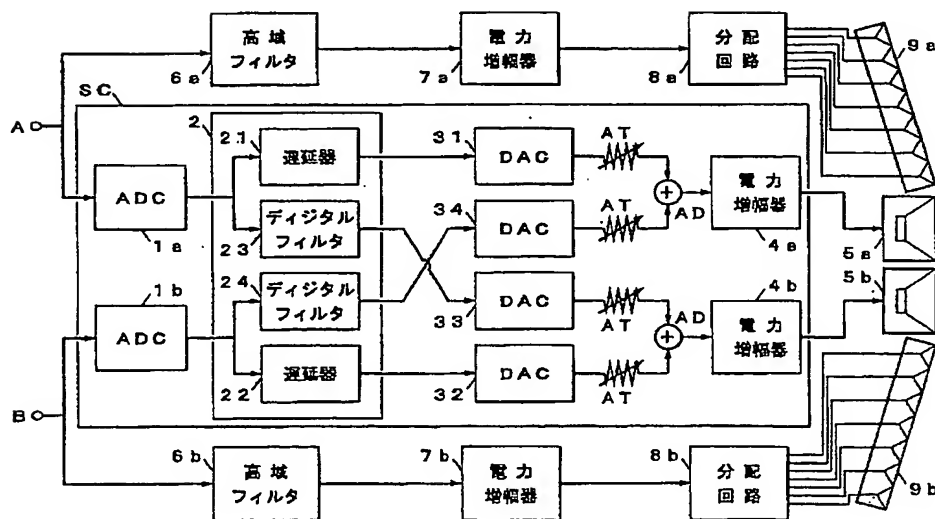 高域
フィルタ
6a
電力
増幅器
7a
分配
回路
8a
9a
SC
A
2
21
遅延器
31
DAC
AT
ADC
1a
23
ディジタル
フィルタ
34
DAC
AT
AD
電力
増幅器
4a
5a
24
ディジタル
フィルタ
33
DAC
AT
4b
5b
1b
ADC
AD
電力
増幅器
22
遅延器
32
DAC
AT
B
6b
高域
フィルタ
7b
電力
増幅器
8b
分配
回路
9b